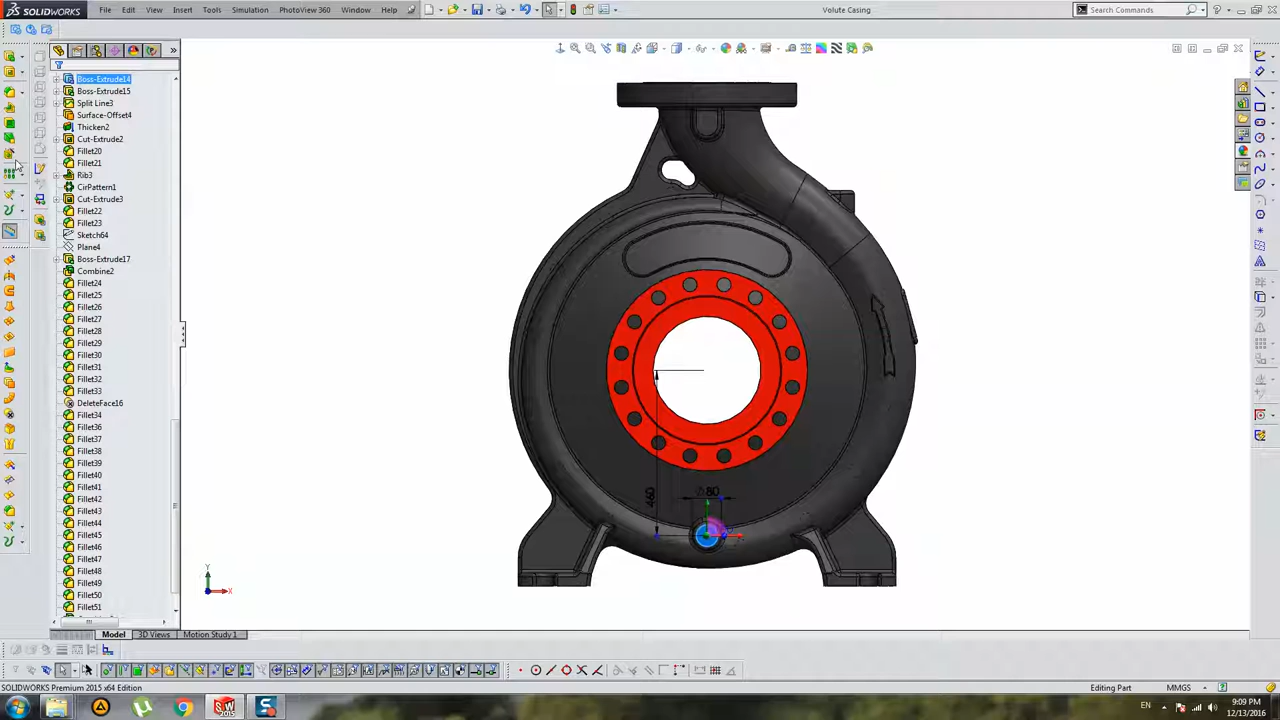 SOLIDWORKS File Edit View Insert Tools Simulation PhotoView 360 Window Help Volute Casing Search Commands
Boss-Extrude14
Boss-Extrude15
Split Line3
Surface-Offset4
Thicken2
Cut-Extrude2
Fillet20
Fillet21
Rib3
CirPattern1
Cut-Extrude3
Fillet22
Fillet23
Sketch64
Plane4
Boss-Extrude17
Combine2
Fillet24
Fillet25
Fillet26
Fillet27
Fillet28
Fillet29
Fillet30
Fillet31
Fillet32
Fillet33
DeleteFace16
Fillet34
Fillet36
Fillet37
Fillet38
Fillet39
Fillet40
Fillet41
Fillet42
Fillet43
Fillet44
Fillet45
Fillet46
Fillet47
Fillet48
Fillet49
Fillet50
Fillet51
460
Ø80
Y
X
Model 3D Views Motion Study 1
SOLIDWORKS Premium 2015 x64 Edition Editing Part MMGS
EN 9:09 PM
12/13/2016